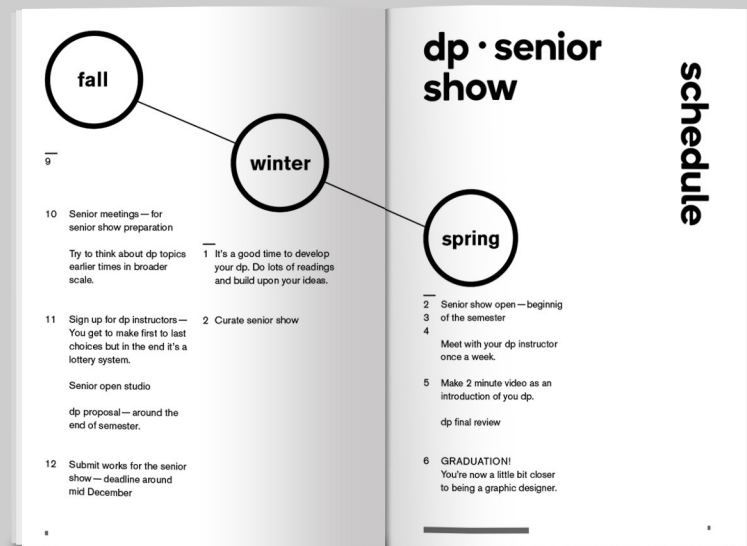 fall
9
10 Senior meetings — for
senior show preparation
Try to think about dp topics
earlier times in broader
scale.
11 Sign up for dp instructors —
You get to make first to last
choices but in the end it's a
lottery system.
Senior open studio
dp proposal — around the
end of semester.
12 Submit works for the senior
show — deadline around
mid December
winter
1 It's a good time to develop
your dp. Do lots of readings
and build upon your ideas.
2 Curate senior show
dp · senior
show
schedule
spring
2 Senior show open — beginnig
3 of the semester
4
Meet with your dp instructor
once a week.
5 Make 2 minute video as an
introduction of you dp.
dp final review
6 GRADUATION!
You're now a little bit closer
to being a graphic designer.